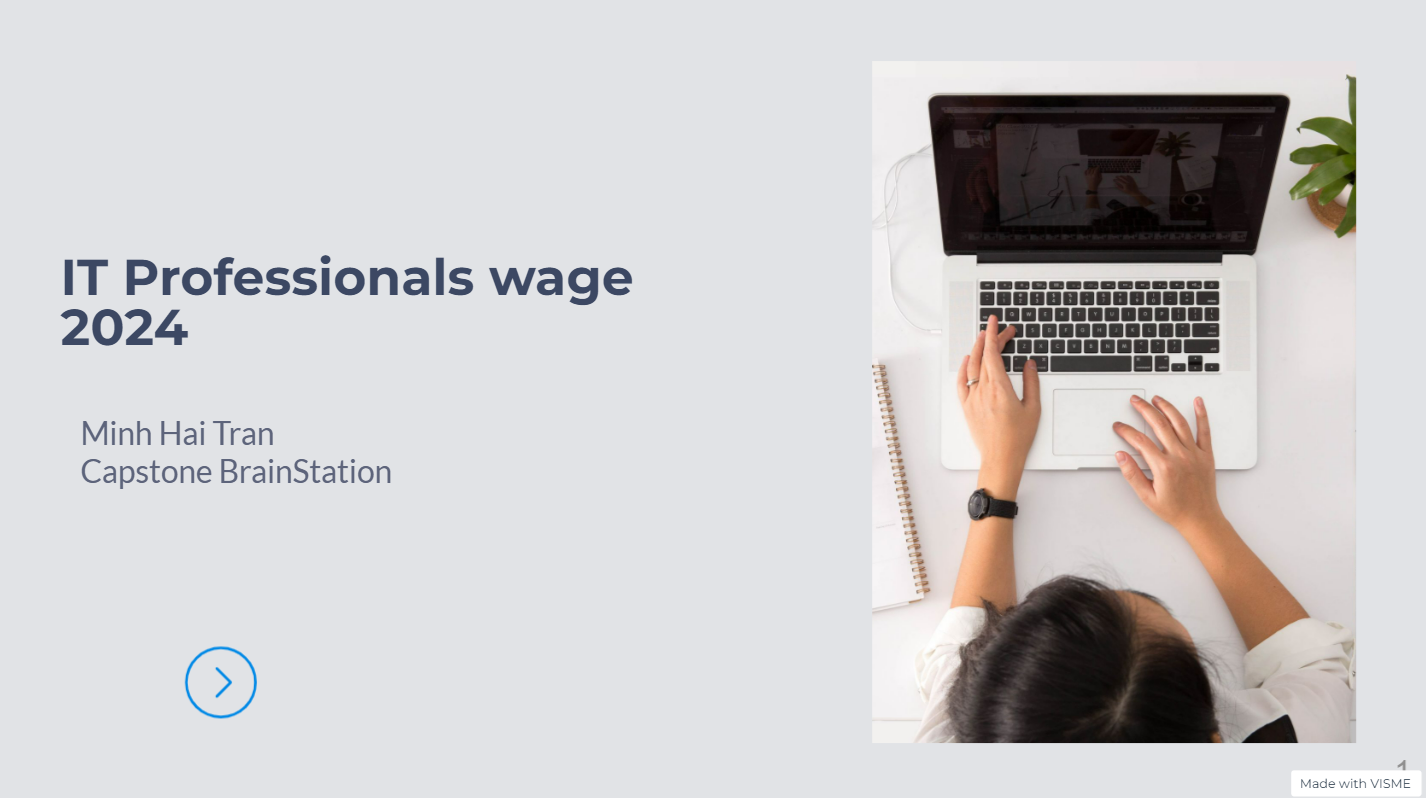 IT Professionals wage
2024
Minh Hai Tran
Capstone BrainStation
1
Made with VISME